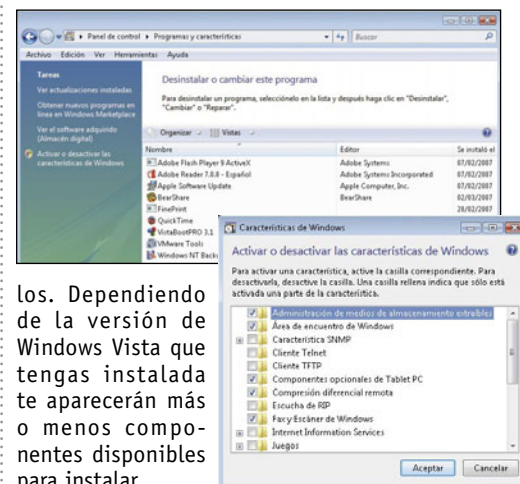 Panel de control ▸ Programas y características
Buscar
Archivo Edición Ver Herramientas Ayuda
Tareas
Ver actualizaciones instaladas
Obtener nuevos programas en
línea en Windows Marketplace
Ver el software adquirido
(Almacén digital)
Activar o desactivar las
características de Windows
Desinstalar o cambiar este programa
Para desinstalar un programa, selecciónelo en la lista y después haga clic en "Desinstalar",
"Cambiar" o "Reparar".
Organizar Vistas
Nombre Editor Se instaló el
Adobe Flash Player 9 ActiveX Adobe Systems 07/02/2007
Adobe Reader 7.0.8 - Español Adobe Systems Incorporated 07/02/2007
Apple Software Update Apple Computer, Inc. 07/02/2007
BearShare BearShare 02/03/2007
FinePrint 28/02/2007
QuickTime
VistaBootPRO 3.1
VMware Tools
Windows NT Backu
Características de Windows
Activar o desactivar las características de Windows
Para activar una característica, active la casilla correspondiente. Para
desactivarla, desactive la casilla. Una casilla rellena indica que sólo está
activada una parte de la característica.
Administración de medios de almacenamiento extraíbles
Área de encuentro de Windows
Característica SNMP
Cliente Telnet
Cliente TFTP
Componentes opcionales de Tablet PC
Compresión diferencial remota
Escucha de RIP
Fax y Escáner de Windows
Internet Information Services
Juegos
Aceptar Cancelar
los. Dependiendo
de la versión de
Windows Vista que
tengas instalada
te aparecerán más
o menos compo-
nentes disponibles
para instalar.